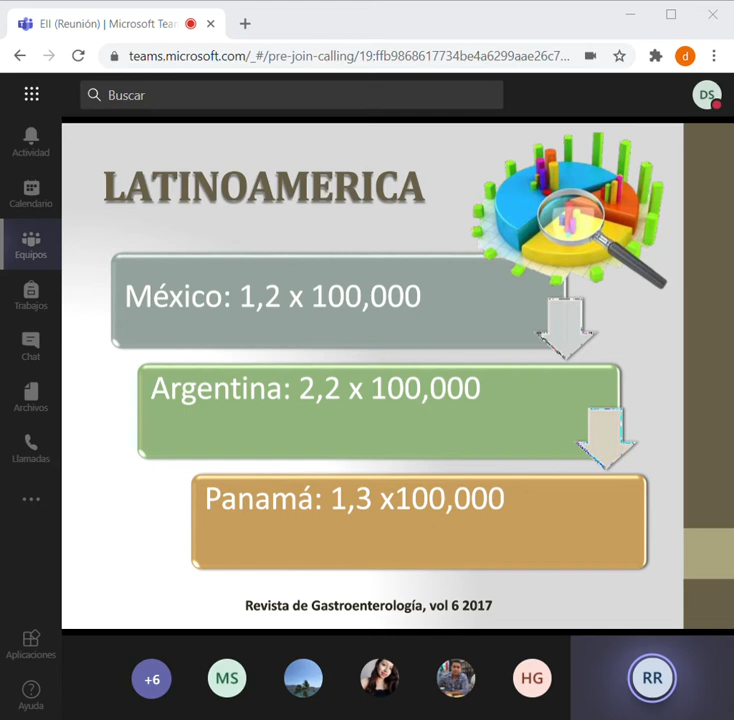 EII (Reunión) | Microsoft Tea
teams.microsoft.com/_#/pre-join-calling/19:ffb9868617734be4a6299aae26c7...
d
Buscar
DS
Actividad
Calendario
Equipos
Trabajos
Chat
Archivos
Llamadas
Aplicaciones
Ayuda
LATINOAMERICA
México: 1,2 x 100,000
Argentina: 2,2 x 100,000
Panamá: 1,3 x100,000
Revista de Gastroenterología, vol 6 2017
+6
MS
HG
RR